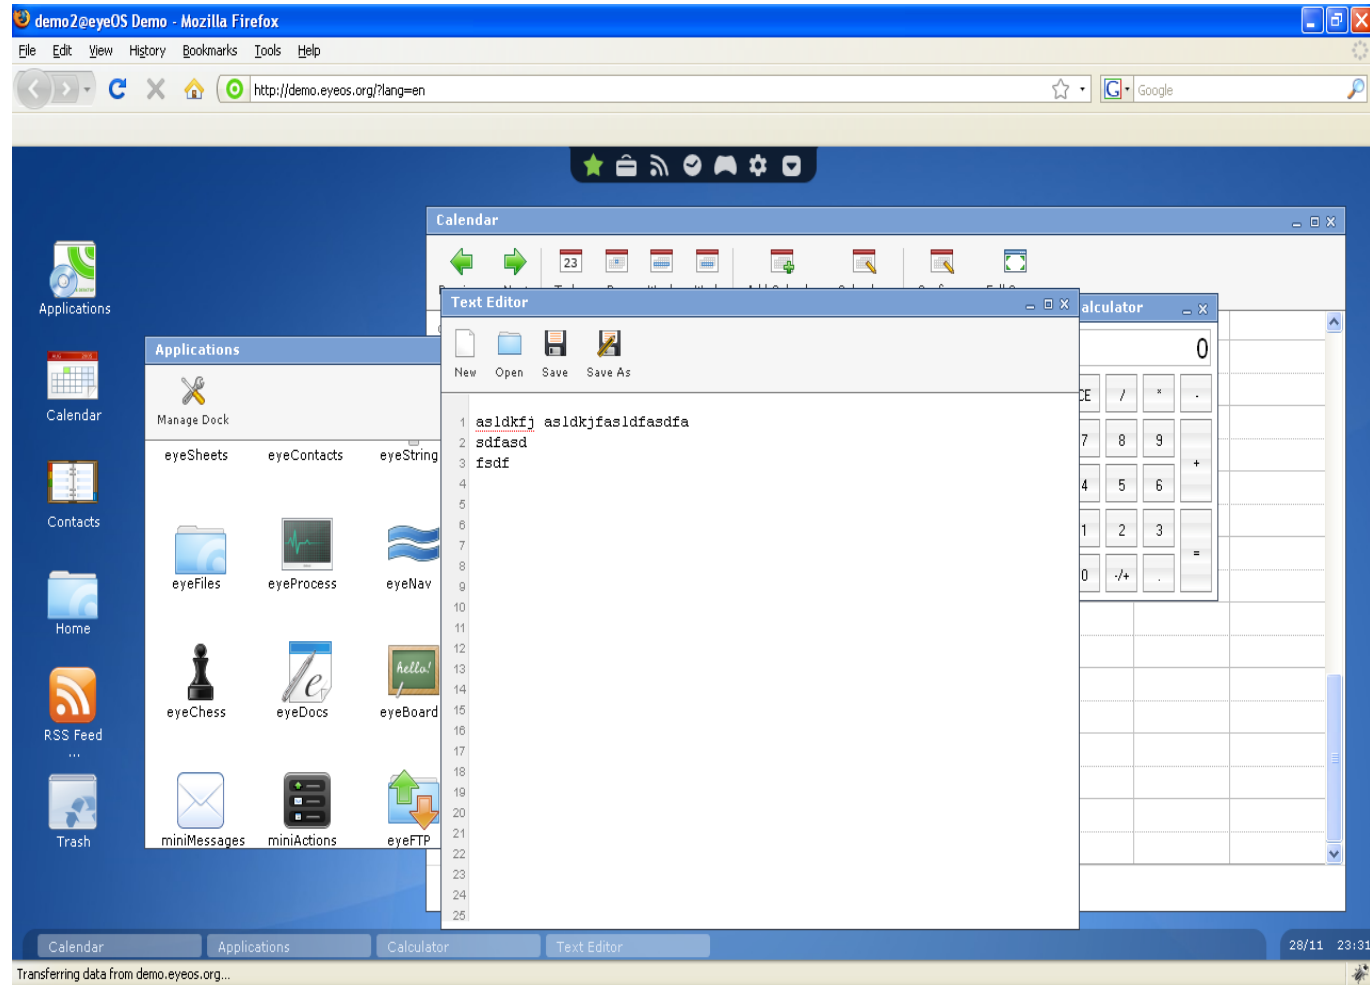 demo2@eyeOS Demo - Mozilla Firefox
File Edit View History Bookmarks Tools Help
http://demo.eyeos.org/?lang=en
G Google
Calendar
23
Text Editor
New Open Save Save As
1 asldkfj asldkjfasldfasdfa
2 sdfasd
3 fsdf
4
5
6
7
8
9
10
11
12
13
14
15
16
17
18
19
20
21
22
23
24
25
alculator
0
CE / * -
7 8 9
+
4 5 6
1 2 3
=
0 -/+ .
Applications
Manage Dock
eyeSheets eyeContacts eyeString
eyeFiles eyeProcess eyeNav
hello!
eyeChess eyeDocs eyeBoard
miniMessages miniActions eyeFTP
Applications
Calendar
Contacts
Home
RSS Feed
...
Trash
Calendar Applications Calculator Text Editor
28/11 23:31
Transferring data from demo.eyeos.org...